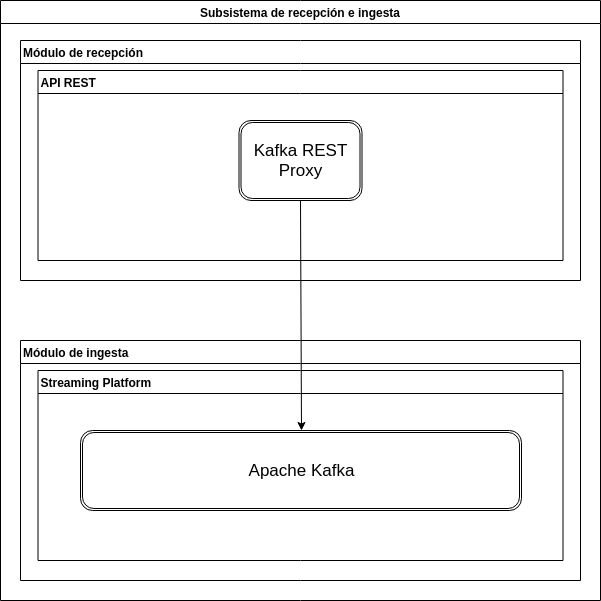 Subsistema de recepción e ingesta
Módulo de recepción
API REST
Kafka REST
Proxy
Módulo de ingesta
Streaming Platform
Apache Kafka